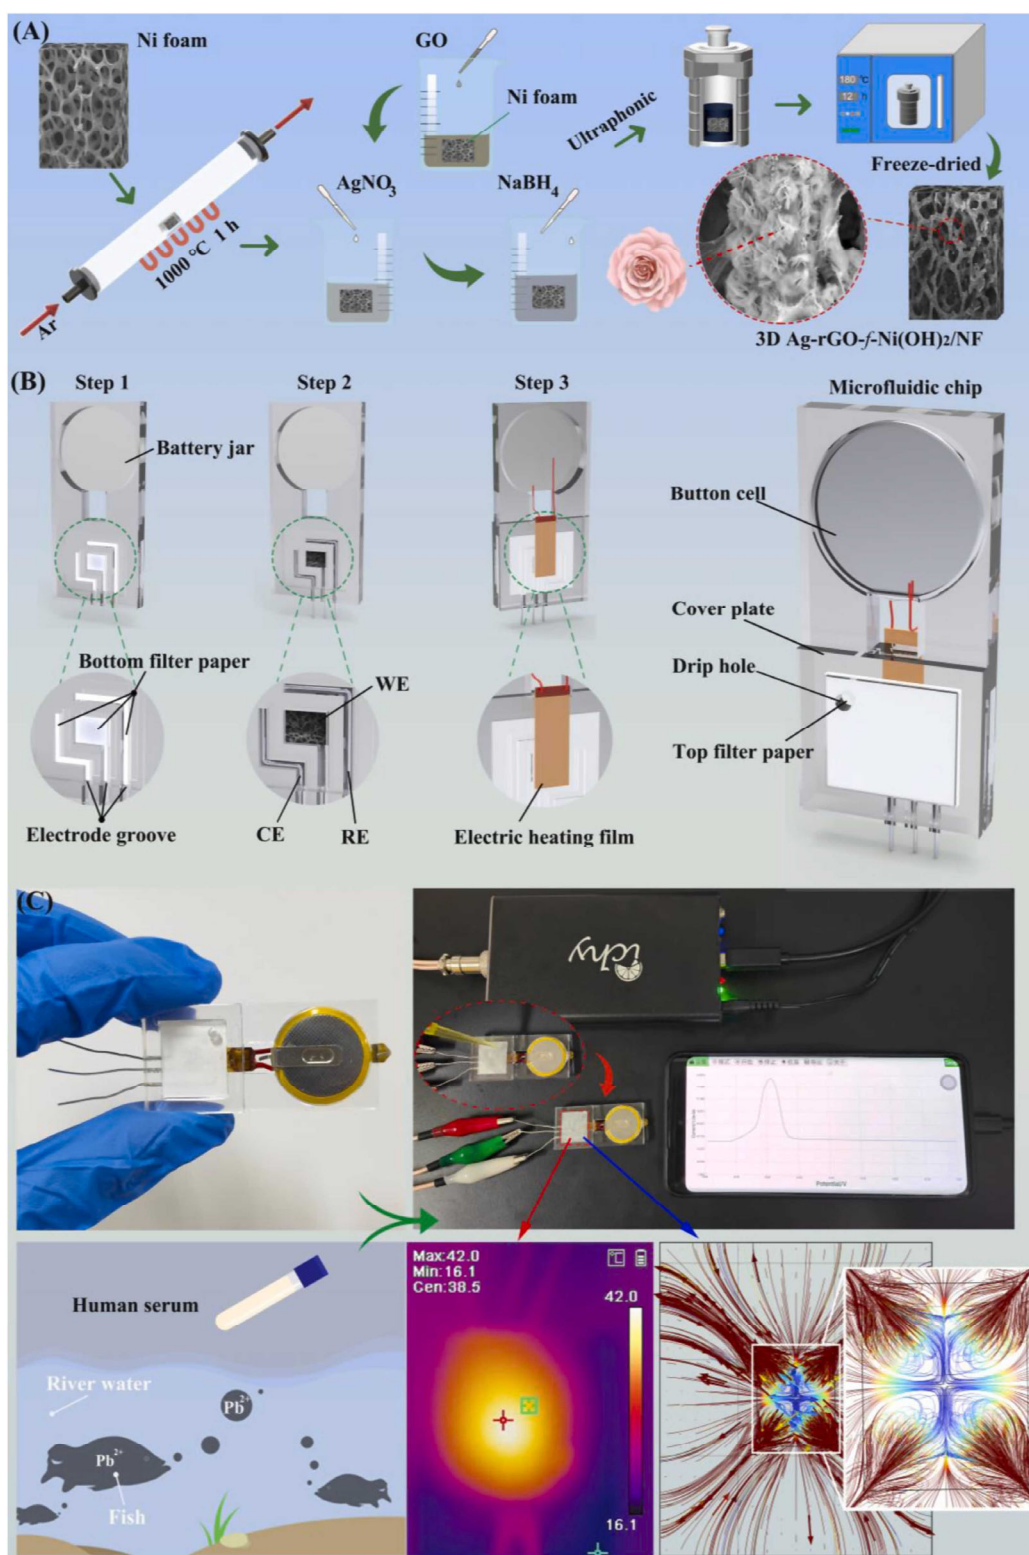 (A)
Ni foam
GO
Ni foam
Ultraphonic
180 °C
12 h
Freeze-dried
AgNO3
NaBH4
1000 °C 1 h
Ar
3D Ag-rGO-f-Ni(OH)2/NF
(B)
Step 1
Step 2
Step 3
Microfluidic chip
Battery jar
Button cell
Cover plate
Bottom filter paper
Drip hole
WE
Top filter paper
Electrode groove
CE
RE
Electric heating film
(C)
ichy
Potential/V
Max:42.0
Min:16.1
Cen:38.5
°C
42.0
16.1
Human serum
River water
Pb2+
Pb2+
Fish